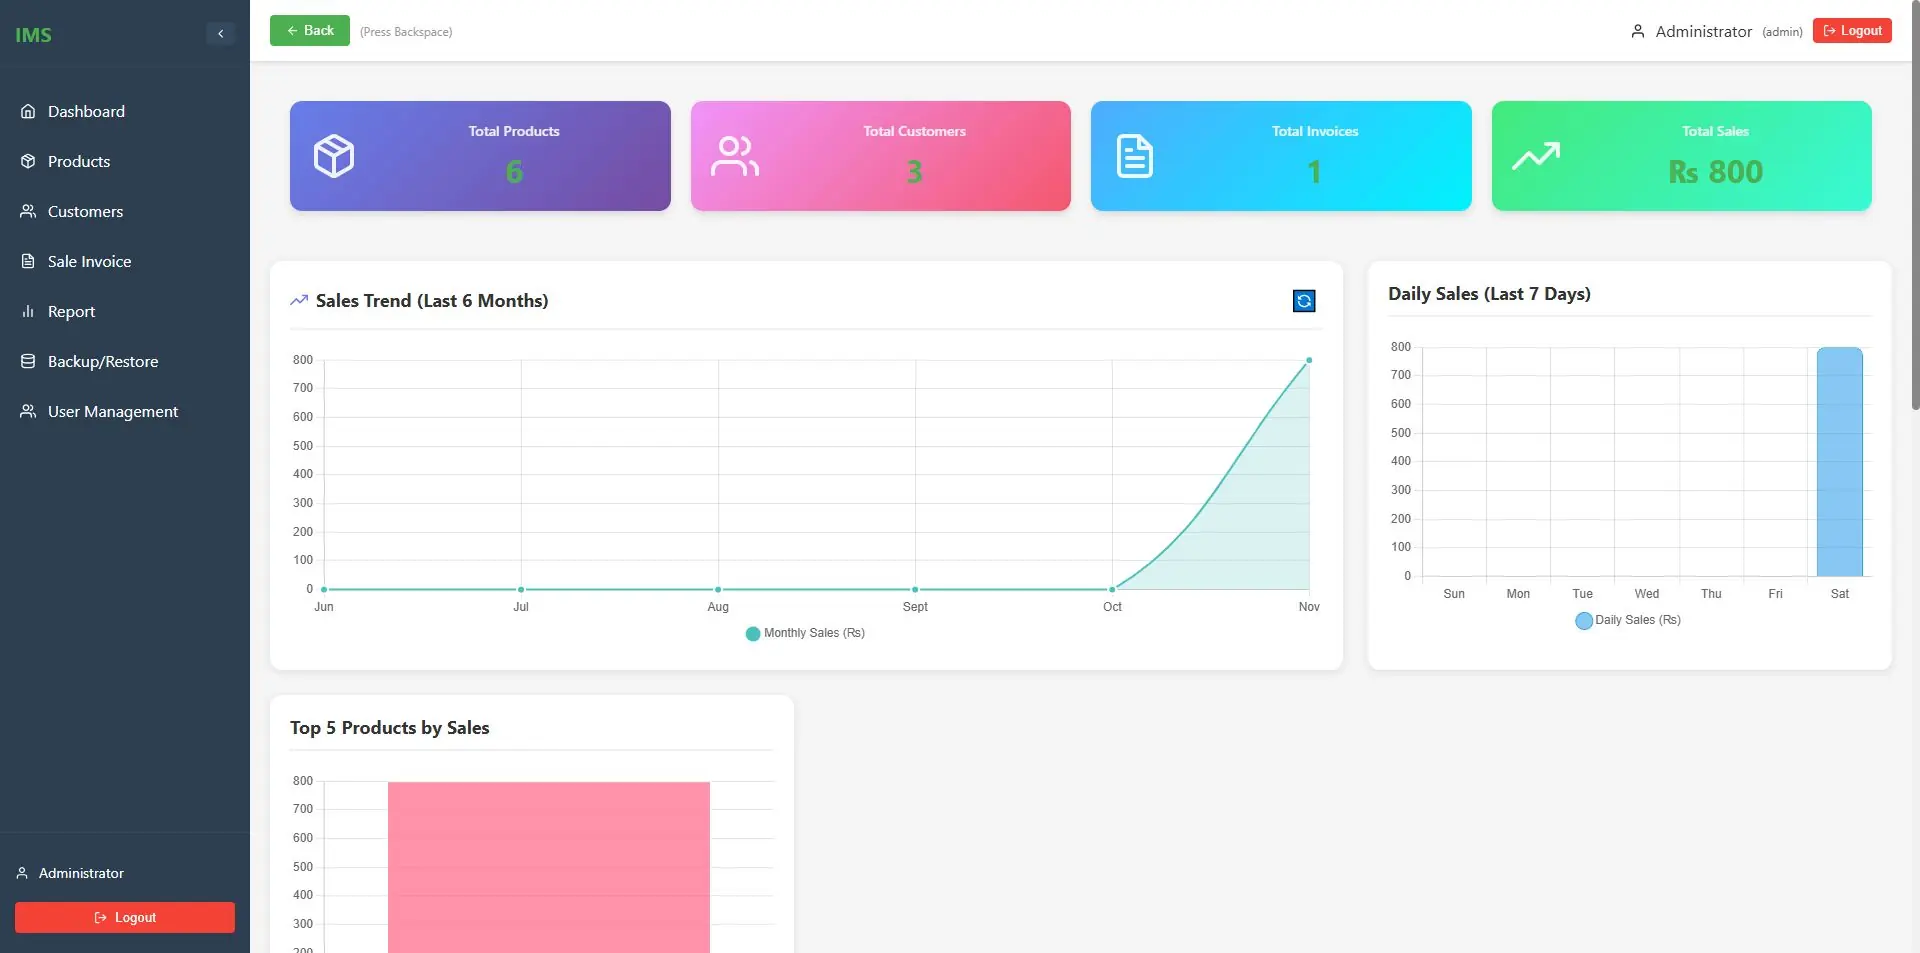 IMS
Dashboard
Products
Customers
Sale Invoice
Report
Backup/Restore
User Management
Administrator
Logout
Back (Press Backspace)
Administrator (admin) Logout
Total Products
6
Total Customers
3
Total Invoices
1
Total Sales
Rs 800
Sales Trend (Last 6 Months)
800
700
600
500
400
300
200
100
0
Jun Jul Aug Sept Oct Nov
Monthly Sales (Rs)
Daily Sales (Last 7 Days)
800
700
600
500
400
300
200
100
0
Sun Mon Tue Wed Thu Fri Sat
Daily Sales (Rs)
Top 5 Products by Sales
800
700
600
500
400
300
200